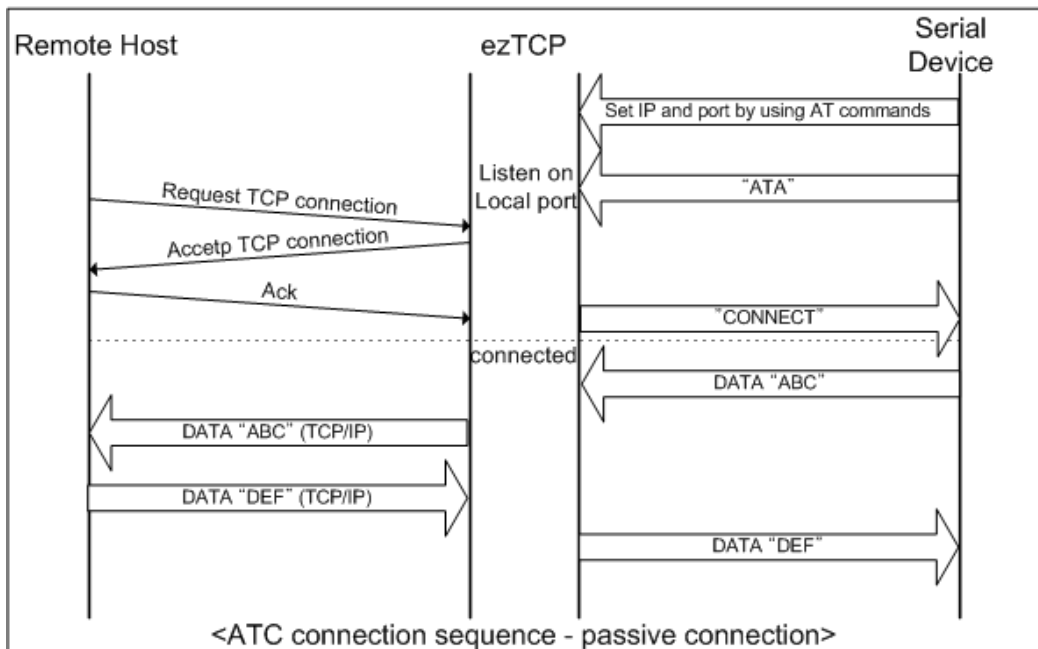 Remote Host
ezTCP
Serial
Device
Set IP and port by using AT commands
Listen on
Local port
"ATA"
Request TCP connection
Accetp TCP connection
Ack
"CONNECT"
connected
DATA "ABC"
DATA "ABC" (TCP/IP)
DATA "DEF" (TCP/IP)
DATA "DEF"
<ATC connection sequence - passive connection>